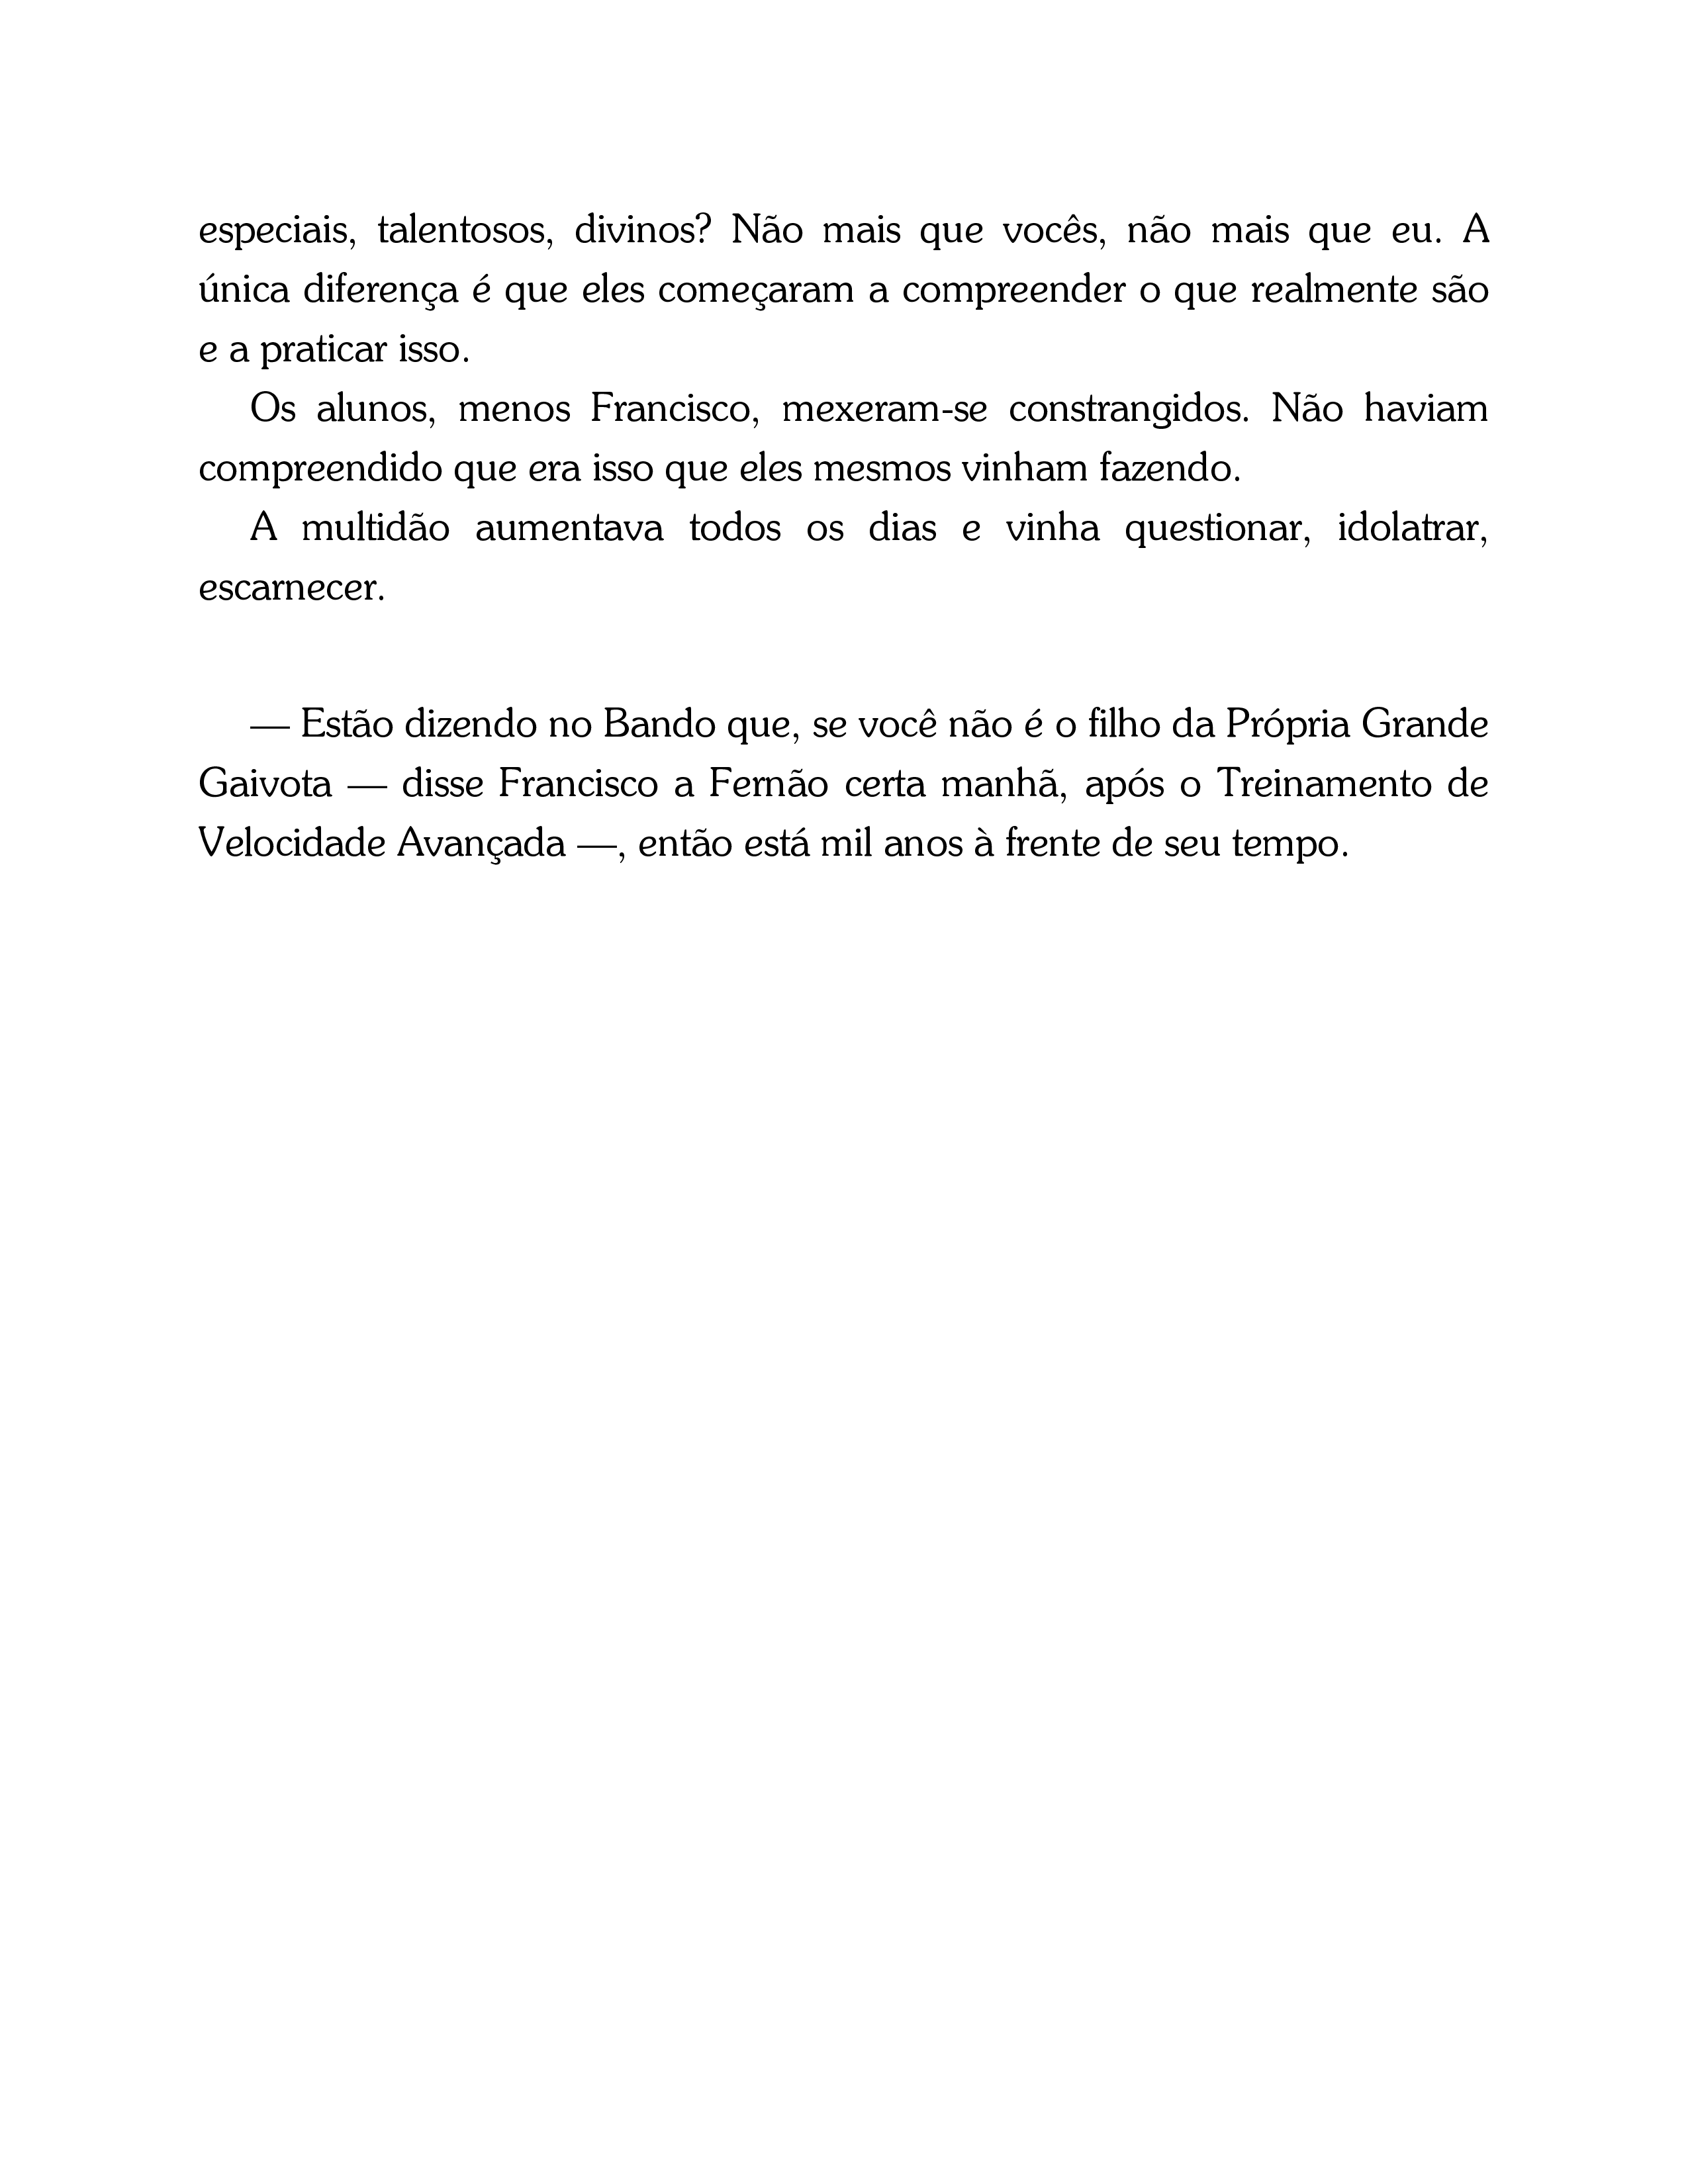 especiais, talentosos, divinos? Não mais que vocês, não mais que eu. A
única diferença é que eles começaram a compreender o que realmente são
e a praticar isso.
Os alunos, menos Francisco, mexeram-se constrangidos. Não haviam
compreendido que era isso que eles mesmos vinham fazendo.
A multidão aumentava todos os dias e vinha questionar, idolatrar,
escarnecer.
— Estão dizendo no Bando que, se você não é o filho da Própria Grande
Gaivota — disse Francisco a Fernão certa manhã, após o Treinamento de
Velocidade Avançada —, então está mil anos à frente de seu tempo.